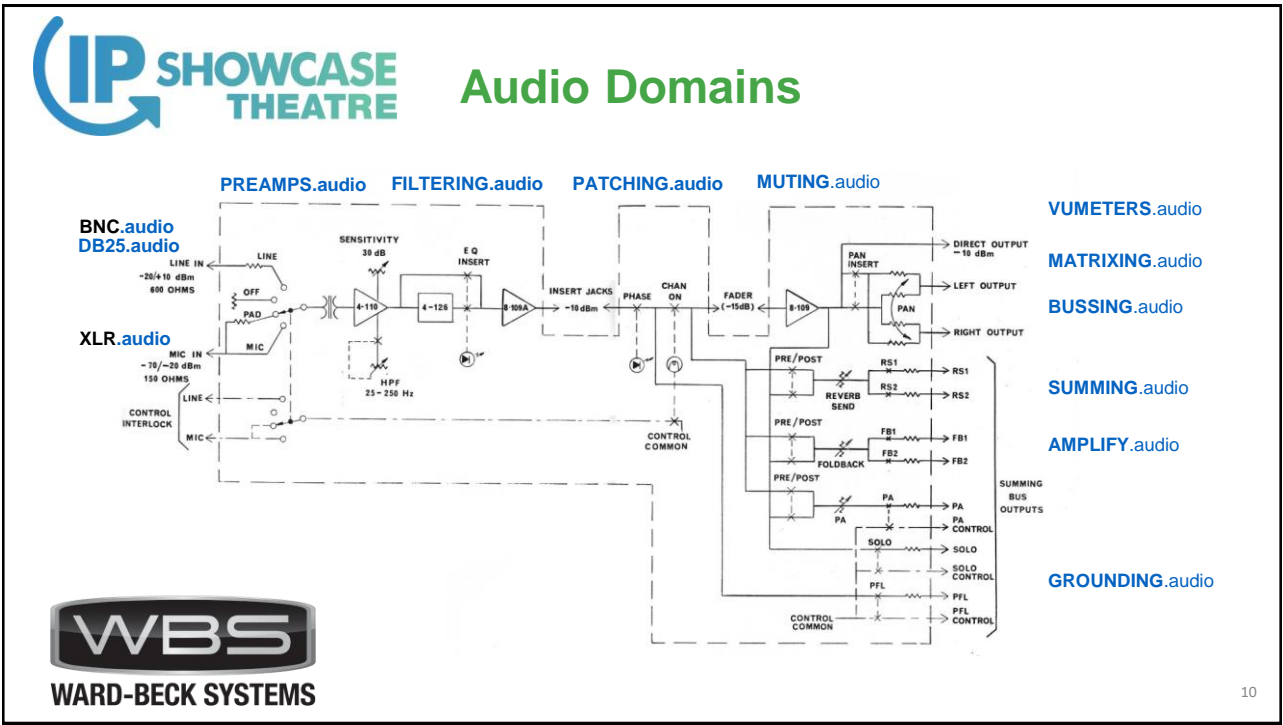 IP SHOWCASE
THEATRE
Audio Domains
PREAMPS.audio
FILTERING.audio
PATCHING.audio
MUTING.audio
BNC.audio
DB25.audio
XLR.audio
VUMETERS.audio
MATRIXING.audio
BUSSING.audio
SUMMING.audio
AMPLIFY.audio
GROUNDING.audio
LINE IN
-20/+10 dBm
600 OHMS
LINE
OFF
PAD
MIC
MIC IN
-70/-20 dBm
150 OHMS
LINE
CONTROL
INTERLOCK
MIC
SENSITIVITY
30 dB
4-110
HPF
25-250 Hz
4-126
EQ
INSERT
8-109A
INSERT JACKS
-10 dBm
PHASE
CHAN
ON
CONTROL
COMMON
FADER
(-15dB)
8-109
PAN
INSERT
PAN
DIRECT OUTPUT
-10 dBm
LEFT OUTPUT
RIGHT OUTPUT
PRE/POST
REVERB
SEND
RS1
RS2
RS1
RS2
PRE/POST
FOLDBACK
FB1
FB2
FB1
FB2
PRE/POST
PA
PA
PA
PA
CONTROL
SOLO
SOLO
SOLO
CONTROL
PFL
PFL
PFL
CONTROL
CONTROL
COMMON
SUMMING
BUS
OUTPUTS
WBS
WARD-BECK SYSTEMS
10